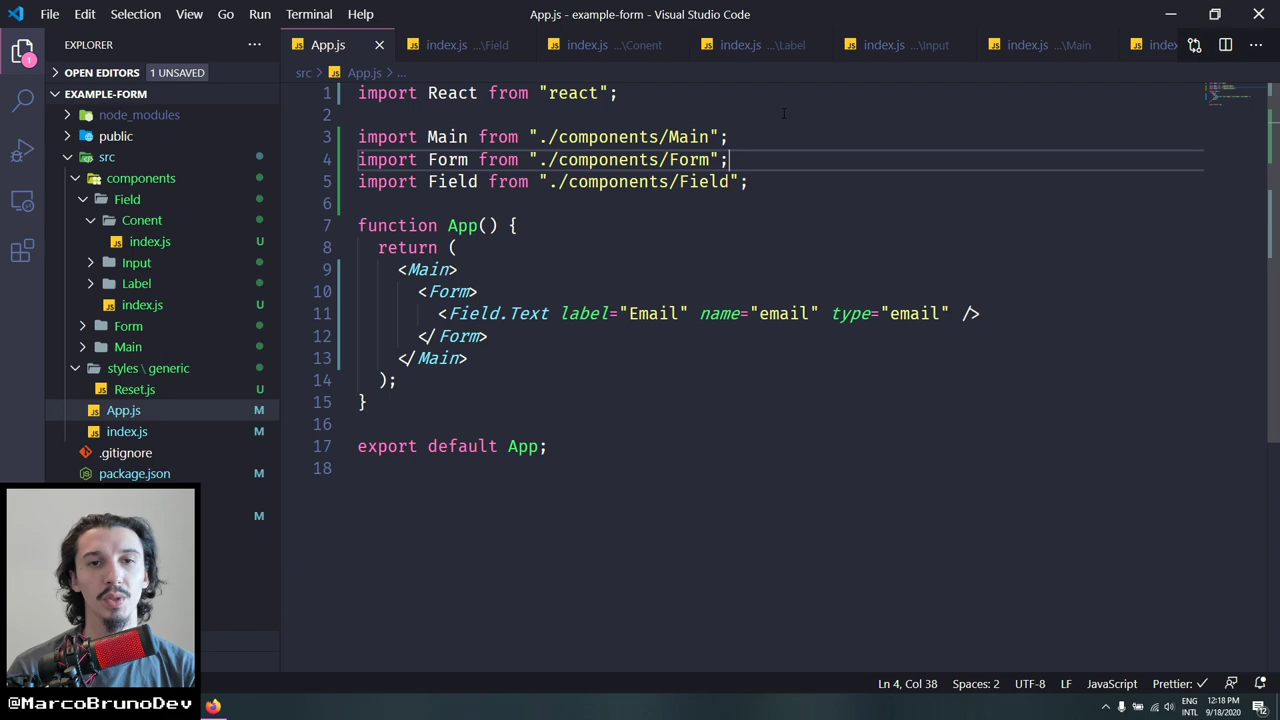 File Edit Selection View Go Run Terminal Help App.js - example-form - Visual Studio Code
EXPLORER
1
OPEN EDITORS 1 UNSAVED
EXAMPLE-FORM
node_modules
public
src
components
Field
Conent
index.js U
Input
Label
index.js U
Form
Main
styles \ generic
Reset.js U
App.js M
index.js M
.gitignore
package.json M
M
App.js index.js ...\Field index.js ...\Conent index.js ...\Label index.js ...\Input index.js ...\Main index
src > App.js > ...
1 import React from "react";
2
3 import Main from "./components/Main";
4 import Form from "./components/Form";
5 import Field from "./components/Field";
6
7 function App() {
8 return (
9 <Main>
10 <Form>
11 <Field.Text label="Email" name="email" type="email" />
12 </Form>
13 </Main>
14 );
15 }
16
17 export default App;
18
Ln 4, Col 38 Spaces: 2 UTF-8 LF JavaScript Prettier: ✓
@MarcoBrunoDev
ENG
INTL
12:18 PM
9/18/2020
12